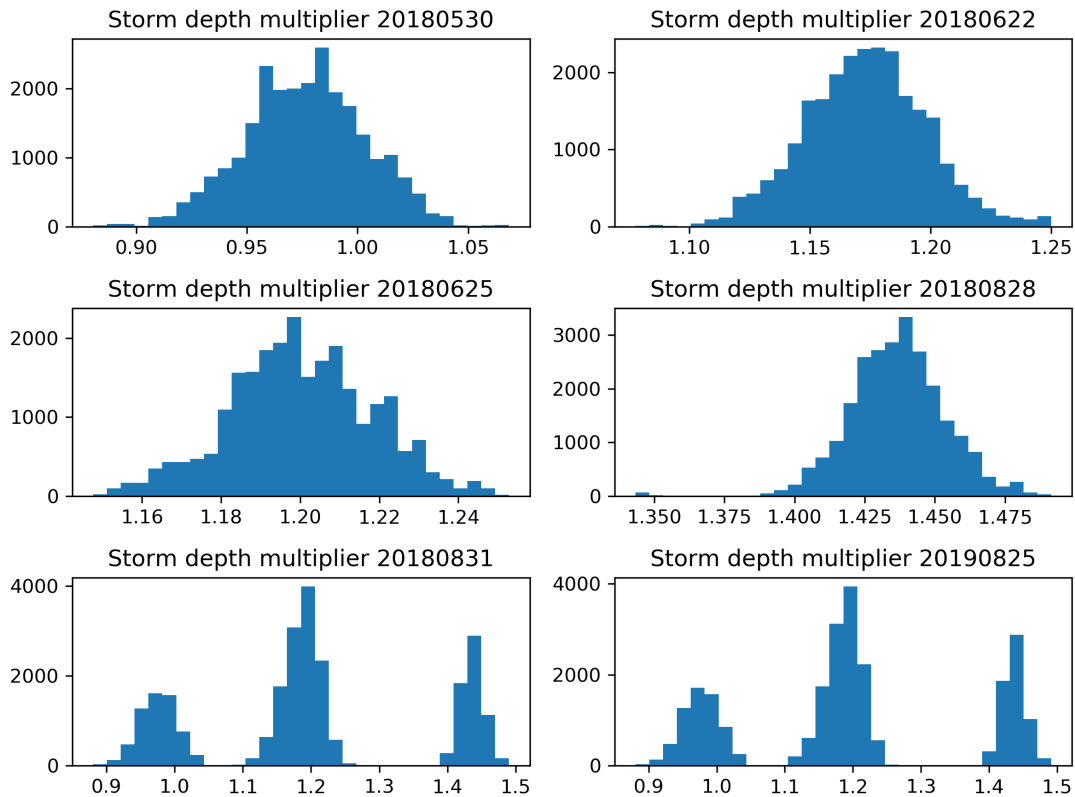 Storm depth multiplier 20180530
2000
1000
0
0.90 0.95 1.00 1.05
Storm depth multiplier 20180622
2000
1000
0
1.10 1.15 1.20 1.25
Storm depth multiplier 20180625
2000
1000
0
1.16 1.18 1.20 1.22 1.24
Storm depth multiplier 20180828
3000
2000
1000
0
1.350 1.375 1.400 1.425 1.450 1.475
Storm depth multiplier 20180831
4000
2000
0
0.9 1.0 1.1 1.2 1.3 1.4 1.5
Storm depth multiplier 20190825
4000
2000
0
0.9 1.0 1.1 1.2 1.3 1.4 1.5